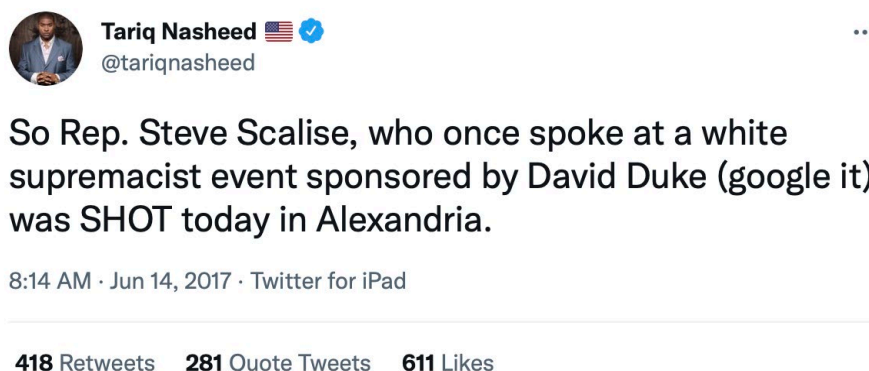 Tariq Nasheed 🇺🇸
@tariqnasheed
So Rep. Steve Scalise, who once spoke at a white
supremacist event sponsored by David Duke (google it)
was SHOT today in Alexandria.
8:14 AM · Jun 14, 2017 · Twitter for iPad
418 Retweets 281 Quote Tweets 611 Likes